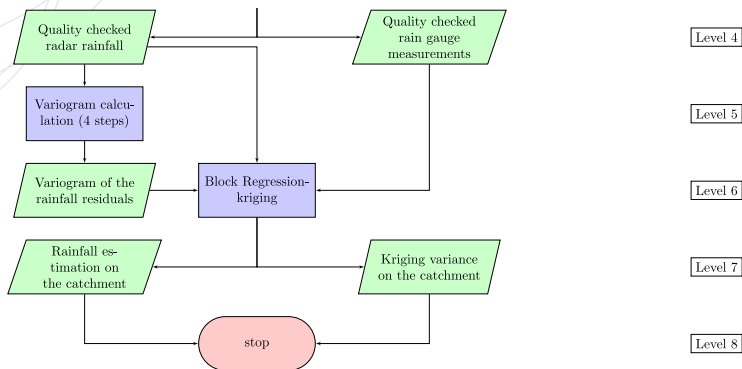 Quality checked
radar rainfall
Quality checked
rain gauge
measurements
Level 4
Variogram calcu-
lation (4 steps)
Level 5
Variogram of the
rainfall residuals
Block Regression-
kriging
Level 6
Rainfall es-
timation on
the catchment
Kriging variance
on the catchment
Level 7
stop
Level 8